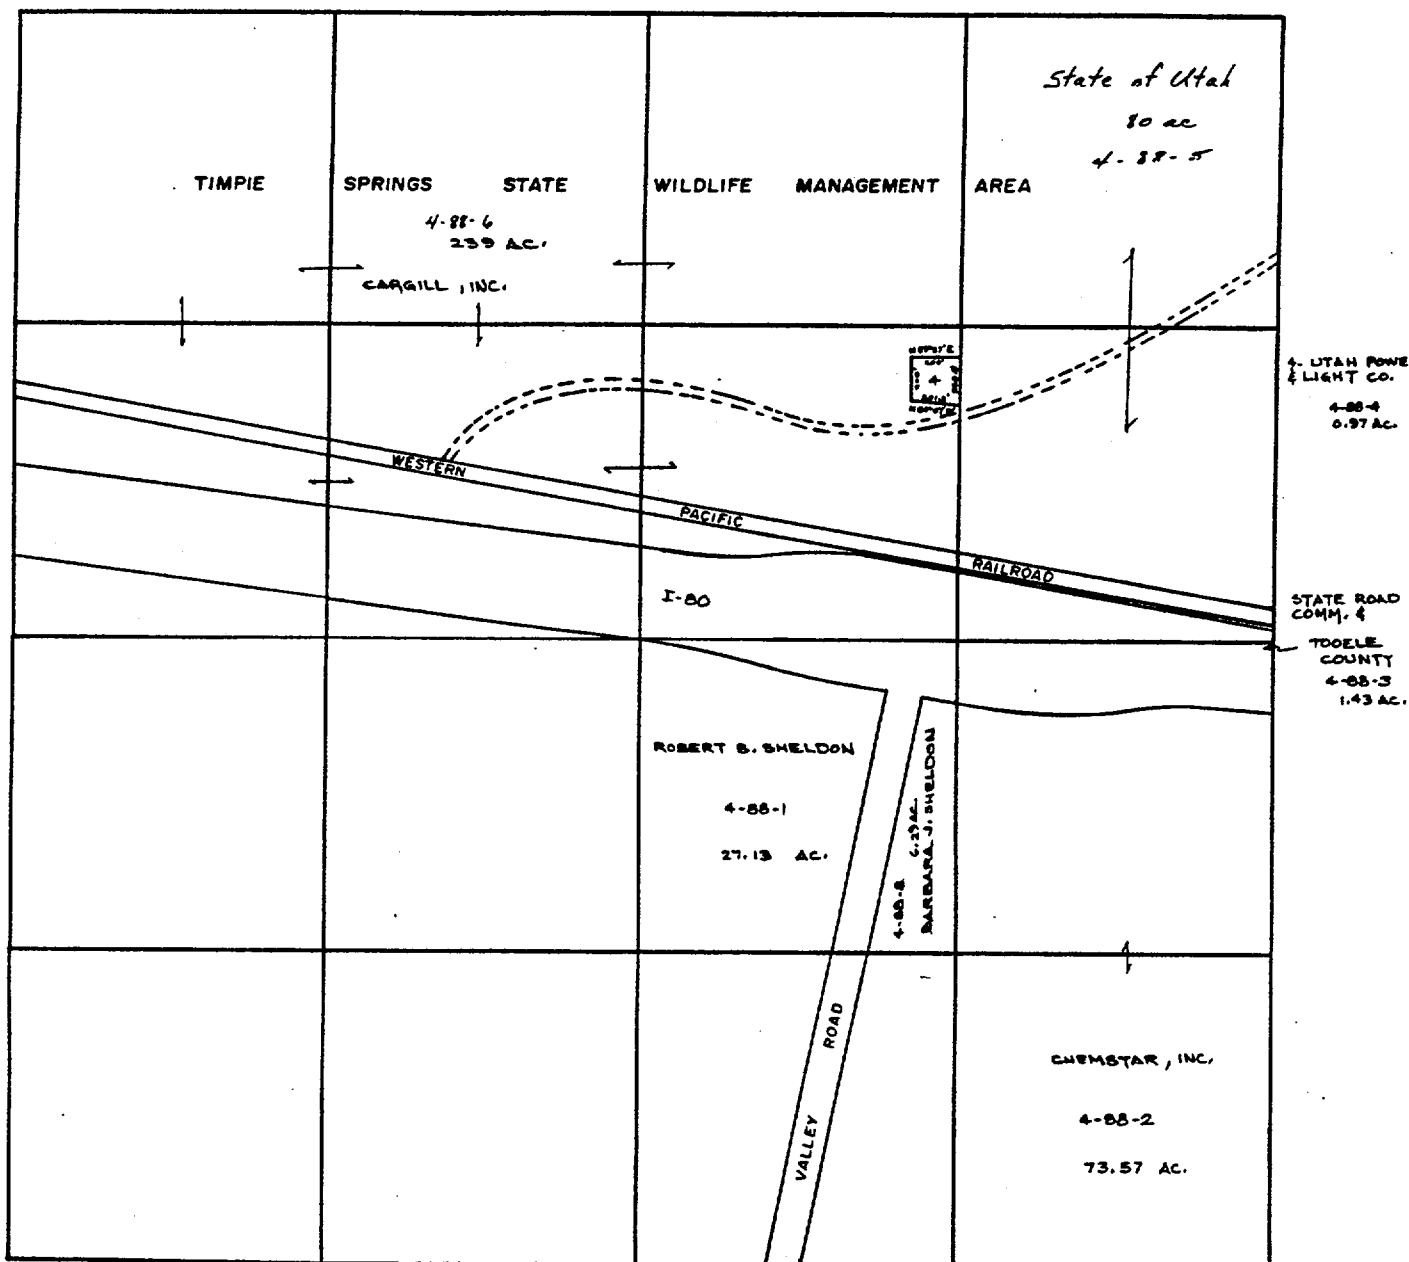 State of Utah
80 ac
4-88-5
TIMPIE SPRINGS STATE WILDLIFE MANAGEMENT AREA
4-88-6
239 AC.
CARGILL, INC.
4. UTAH POWE
& LIGHT CO.
4-88-4
0.97 AC.
WESTERN PACIFIC RAILROAD
I-80
STATE ROAD
COMM. &
TOOELE
COUNTY
4-88-3
1.43 AC.
ROBERT B. SHELDON
4-88-1
27.13 AC.
4-88-8 6.29 AC.
BARBARA J. SHELDON
VALLEY ROAD
CHEMSTAR, INC.
4-88-2
73.57 AC.